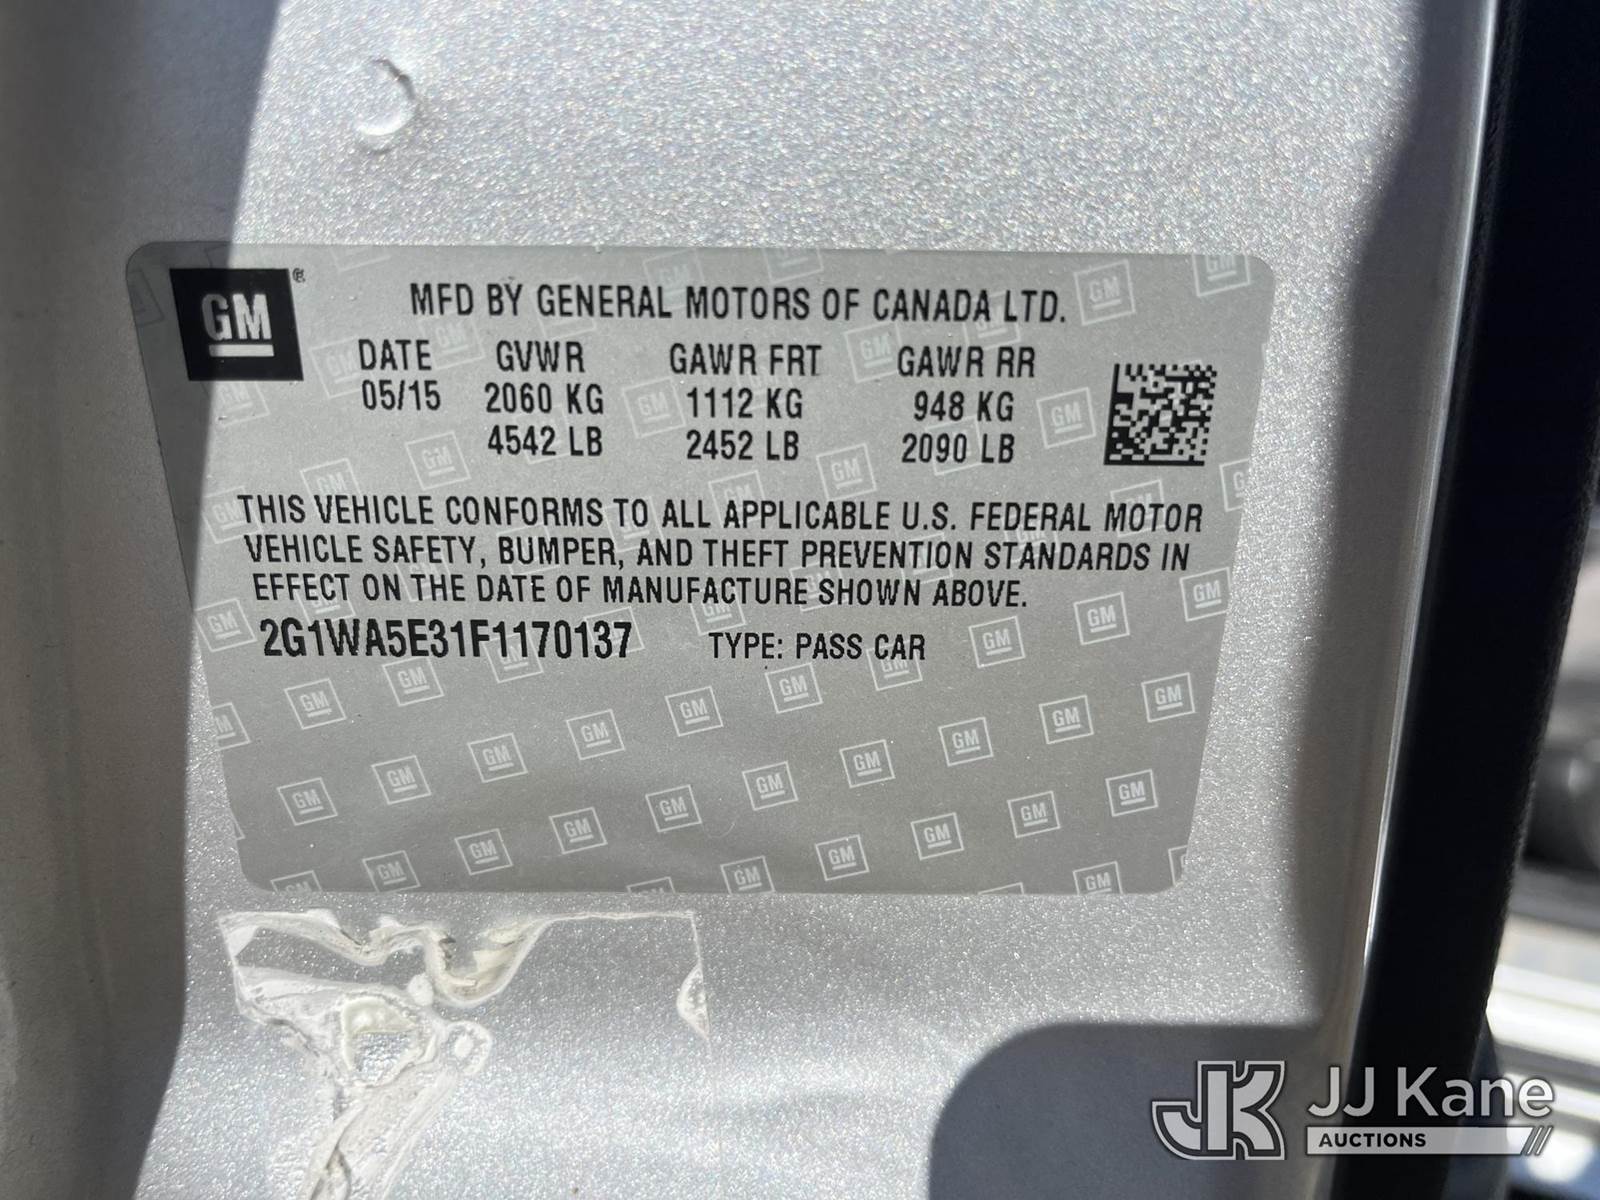 GM®
MFD BY GENERAL MOTORS OF CANADA LTD.
DATE GVWR GAWR FRT GAWR RR
05/15 2060 KG 1112 KG 948 KG
4542 LB 2452 LB 2090 LB
THIS VEHICLE CONFORMS TO ALL APPLICABLE U.S. FEDERAL MOTOR
VEHICLE SAFETY, BUMPER, AND THEFT PREVENTION STANDARDS IN
EFFECT ON THE DATE OF MANUFACTURE SHOWN ABOVE.
2G1WA5E31F1170137 TYPE: PASS CAR
JK JJ Kane
AUCTIONS